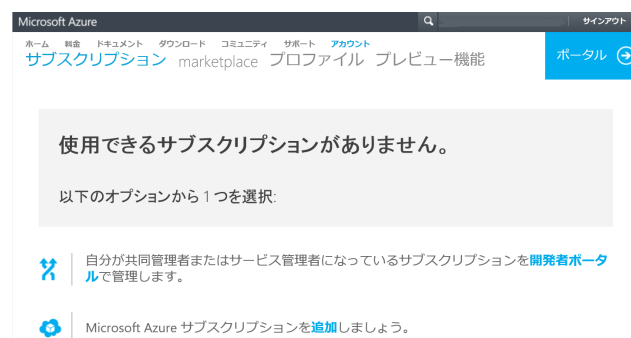 Microsoft Azure サインアウト
ホーム 料金 ドキュメント ダウンロード コミュニティ サポート アカウント
サブスクリプション marketplace プロファイル プレビュー機能 ポータル
使用できるサブスクリプションがありません。
以下のオプションから 1 つを選択:
自分が共同管理者またはサービス管理者になっているサブスクリプションを開発者ポータ
ルで管理します。
Microsoft Azure サブスクリプションを追加しましょう。